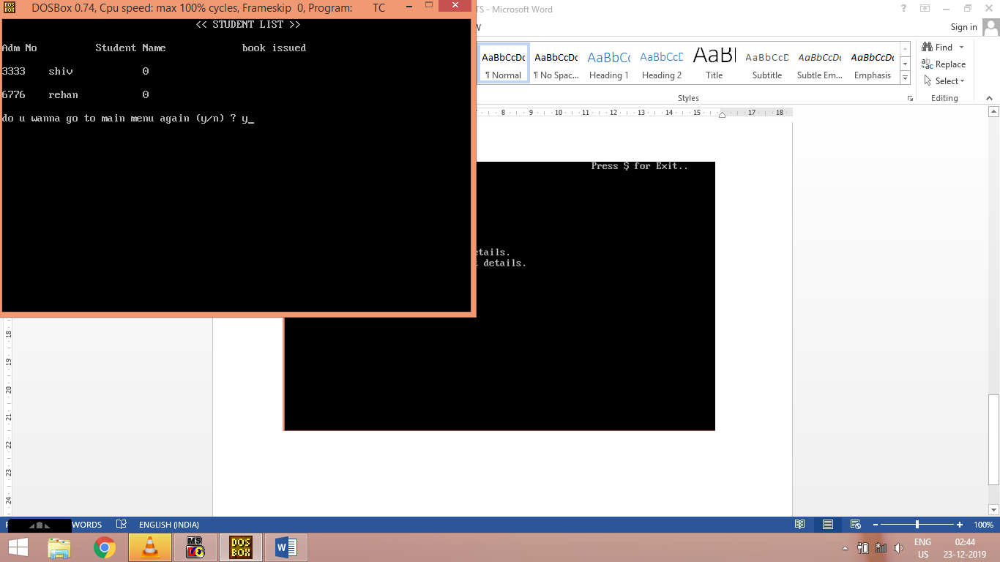 DOSBox 0.74, Cpu speed: max 100% cycles, Frameskip 0, Program: TC
<< STUDENT LIST >>
Adm No Student Name book issued
3333 shiv 0
6776 rehan 0
do u wanna go to main menu again (y/n) ? y_
TS - Microsoft Word
Sign in
AaBbCcDc AaBbCcDc AaBbCc AaBbCcD AaBl AaBbCcD AaBbCcDc AaBbCcDc
¶ Normal ¶ No Spac... Heading 1 Heading 2 Title Subtitle Subtle Em... Emphasis
Styles
Find
Replace
Select
Editing
8 9 10 11 12 13 14 15 17 18
Press $ for Exit..
etails.
details.
18
19
20
21
22
23
24
WORDS ENGLISH (INDIA)
100%
MS
DOS
BOX
W
ENG
US
02:44
23-12-2019